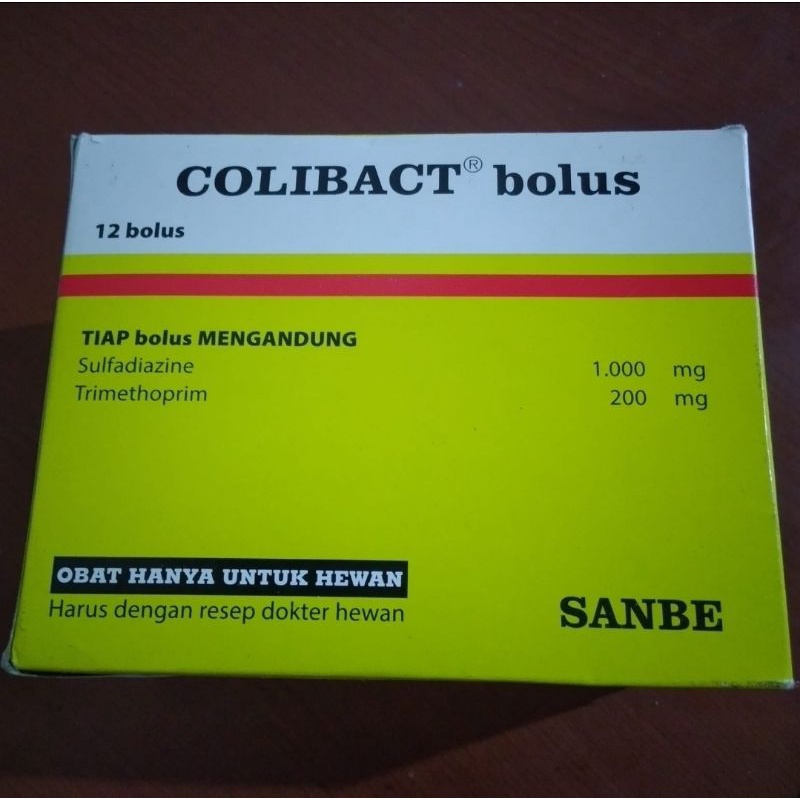 COLIBACT® bolus
12 bolus
TIAP bolus MENGANDUNG
Sulfadiazine 1.000 mg
Trimethoprim 200 mg
OBAT HANYA UNTUK HEWAN
Harus dengan resep dokter hewan
SANBE